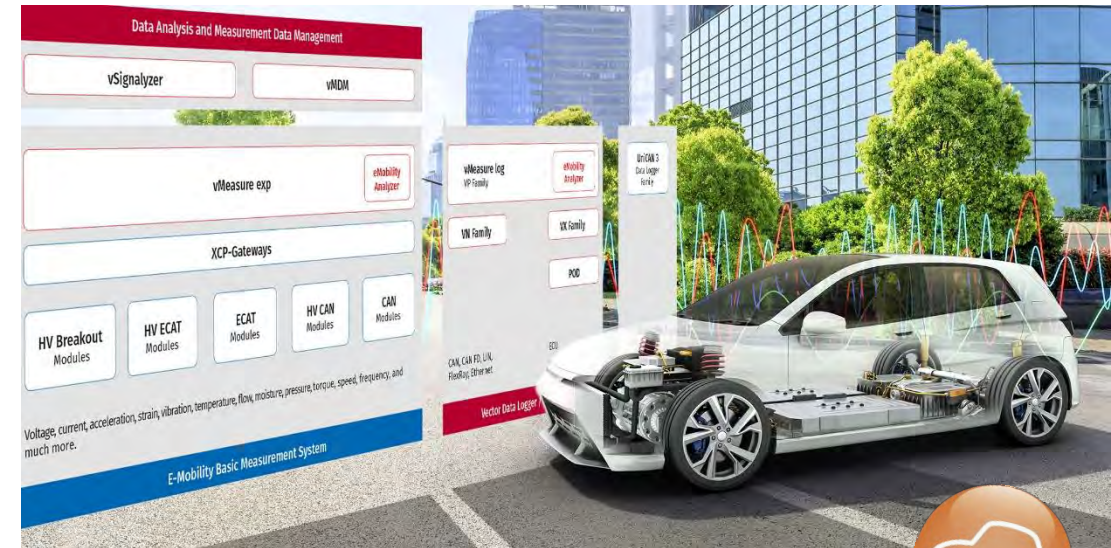 Data Analysis and Measurement Data Management
vSignalyzer
vMDM
vMeasure exp
eMobility
Analyzer
XCP-Gateways
HV Breakout
Modules
HV ECAT
Modules
ECAT
Modules
HV CAN
Modules
CAN
Modules
Voltage, current, acceleration, strain, vibration, temperature, flow, moisture, pressure, torque, speed, frequency, and
much more.
E-Mobility Basic Measurement System
vMeasure log
VP Family
eMobility
Analyzer
VN Family
VX Family
POD
CAN, CAN FD, LIN,
FlexRay, Ethernet
ECU
Vector Data Logger
UniCAN 3
Data Logger
Family